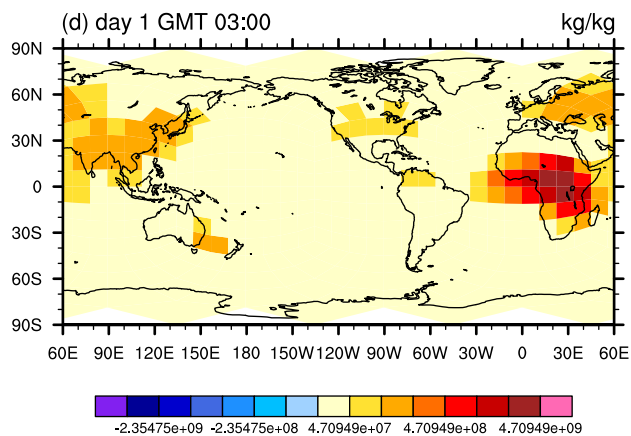 (d) day 1 GMT 03:00 kg/kg
90N
60N
30N
0
30S
60S
90S
60E 90E 120E 150E 180 150W 120W 90W 60W 30W 0 30E 60E
-2.35475e+09 -2.35475e+08 4.70949e+07 4.70949e+08 4.70949e+09